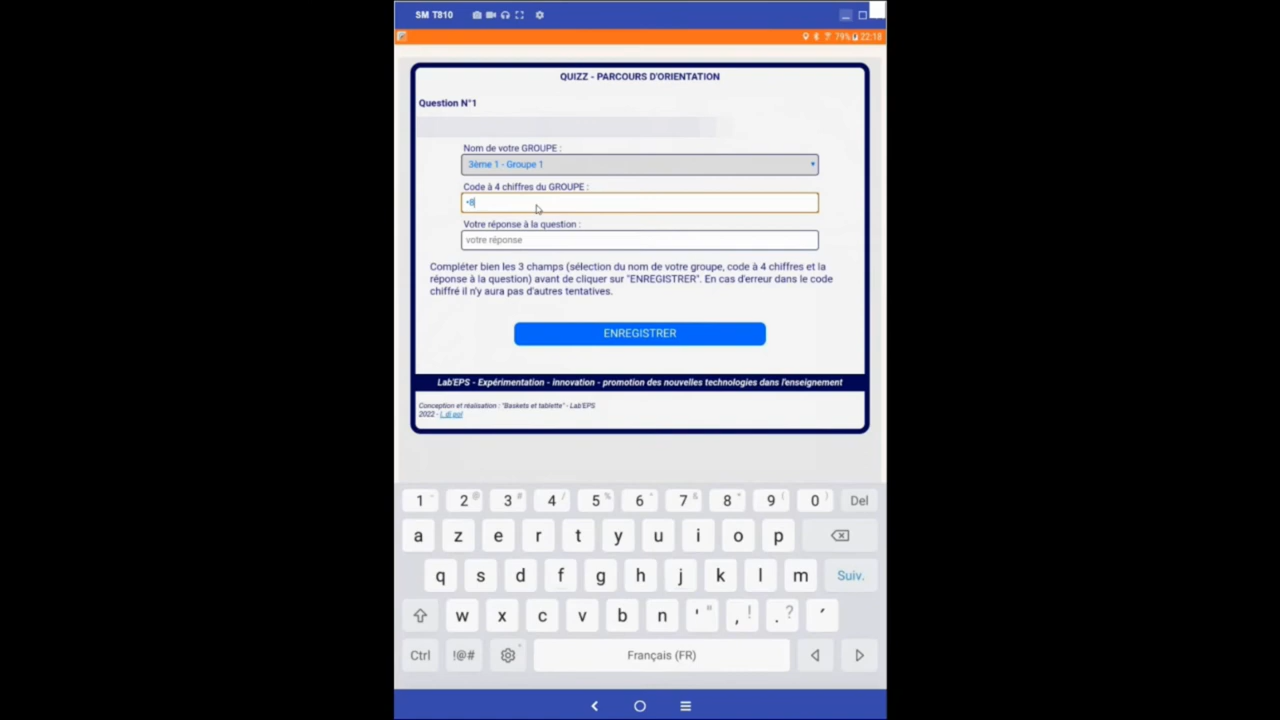 SM T810
79% 22:18
QUIZZ - PARCOURS D'ORIENTATION
Question N°1
Nom de votre GROUPE :
3ème 1 - Groupe 1
Code à 4 chiffres du GROUPE :
•8
Votre réponse à la question :
votre réponse
Compléter bien les 3 champs (sélection du nom de votre groupe, code à 4 chiffres et la
réponse à la question) avant de cliquer sur "ENREGISTRER". En cas d'erreur dans le code
chiffré il n'y aura pas d'autres tentatives.
ENREGISTRER
Lab'EPS - Expérimentation - innovation - promotion des nouvelles technologies dans l'enseignement
Conception et réalisation : "Baskets et tablette" - Lab'EPS
2022 - l. di pol
1 2 @ 3 # 4 / 5 % 6 ^ 7 & 8 * 9 ( 0 ) Del
a z e r t y u i o p
q s d f g h j k l m Suiv.
w x c v b n ' " , ! . ? ´
Ctrl !@# Français (FR)